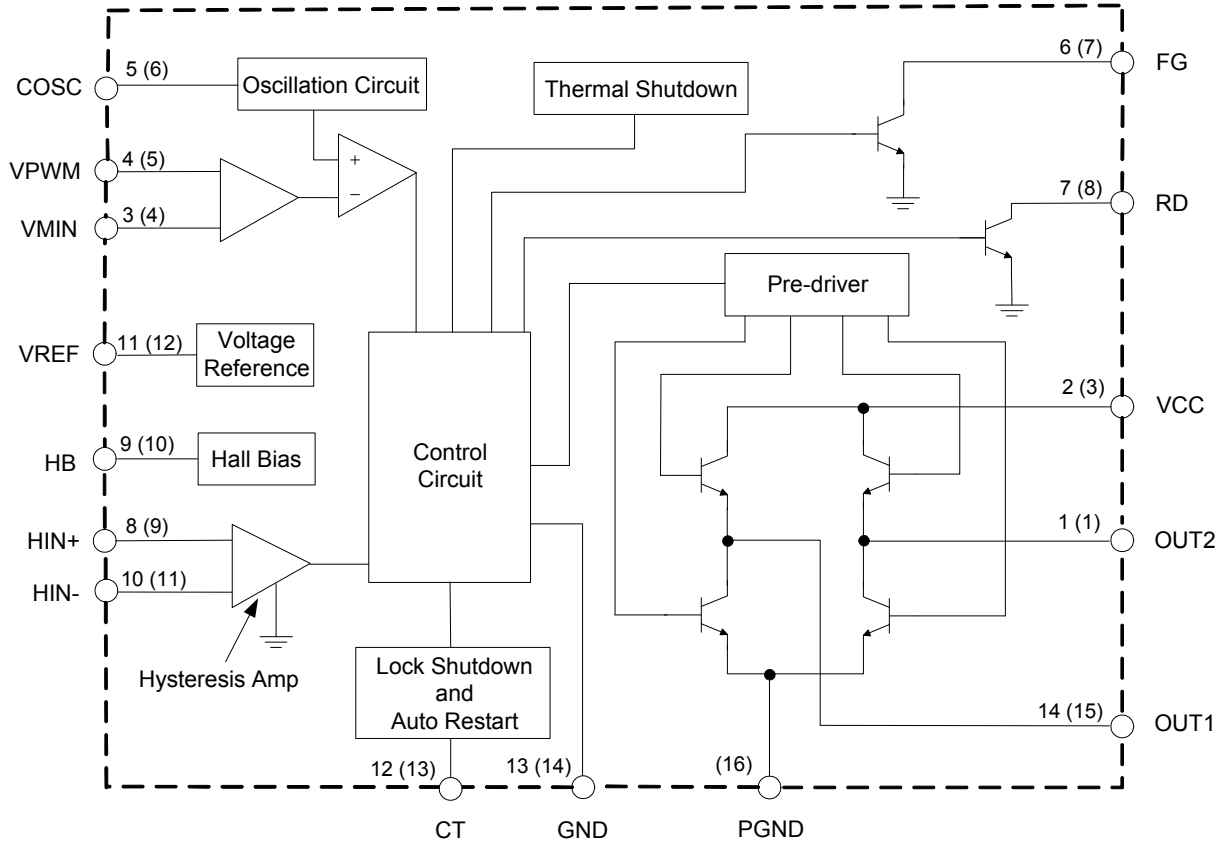 COSC
5 (6)
Oscillation Circuit
Thermal Shutdown
6 (7)
FG
VPWM
4 (5)
+
−
VMIN
3 (4)
7 (8)
RD
Pre-driver
VREF
11 (12)
Voltage
Reference
2 (3)
VCC
HB
9 (10)
Hall Bias
Control
Circuit
HIN+
8 (9)
1 (1)
OUT2
HIN-
10 (11)
Hysteresis Amp
Lock Shutdown
and
Auto Restart
14 (15)
OUT1
12 (13)
13 (14)
(16)
CT
GND
PGND